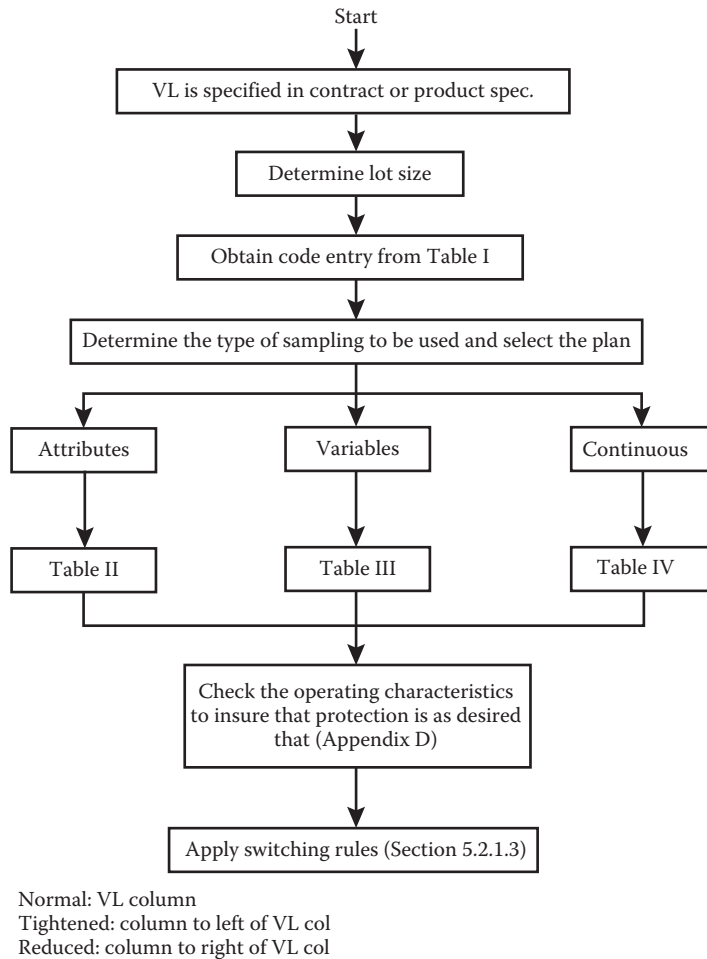 Start
VL is specified in contract or product spec.
Determine lot size
Obtain code entry from Table I
Determine the type of sampling to be used and select the plan
Attributes
Variables
Continuous
Table II
Table III
Table IV
Check the operating characteristics
to insure that protection is as desired
that (Appendix D)
Apply switching rules (Section 5.2.1.3)
Normal: VL column
Tightened: column to left of VL col
Reduced: column to right of VL col